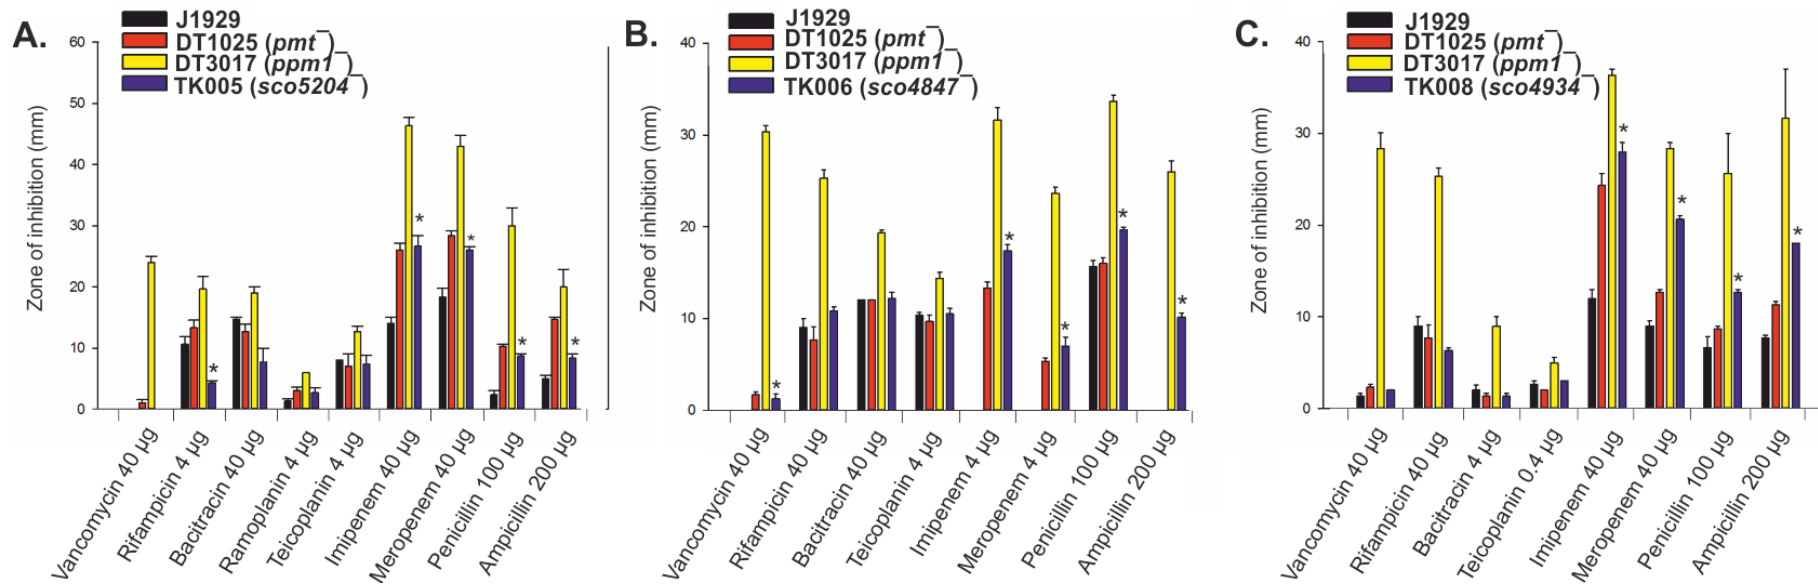 A.
J1929
DT1025 (pmt¯)
DT3017 (ppm1¯)
TK005 (sco5204¯)
Zone of inhibition (mm)
60
50
40
30
20
10
0
*
*
*
*
*
Vancomycin 40 µg
Rifampicin 4 µg
Bacitracin 40 µg
Ramoplanin 4 µg
Teicoplanin 4 µg
Imipenem 40 µg
Meropenem 40 µg
Penicillin 100 µg
Ampicillin 200 µg
B.
J1929
DT1025 (pmt¯)
DT3017 (ppm1¯)
TK006 (sco4847¯)
Zone of inhibition (mm)
40
30
20
10
0
*
*
*
*
*
Vancomycin 40 µg
Rifampicin 40 µg
Bacitracin 40 µg
Teicoplanin 4 µg
Imipenem 4 µg
Meropenem 4 µg
Penicillin 100 µg
Ampicillin 200 µg
C.
J1929
DT1025 (pmt¯)
DT3017 (ppm1¯)
TK008 (sco4934¯)
Zone of inhibition (mm)
40
30
20
10
0
*
*
*
*
Vancomycin 40 µg
Rifampicin 40 µg
Bacitracin 4 µg
Teicoplanin 0.4 µg
Imipenem 40 µg
Meropenem 40 µg
Penicillin 100 µg
Ampicillin 200 µg